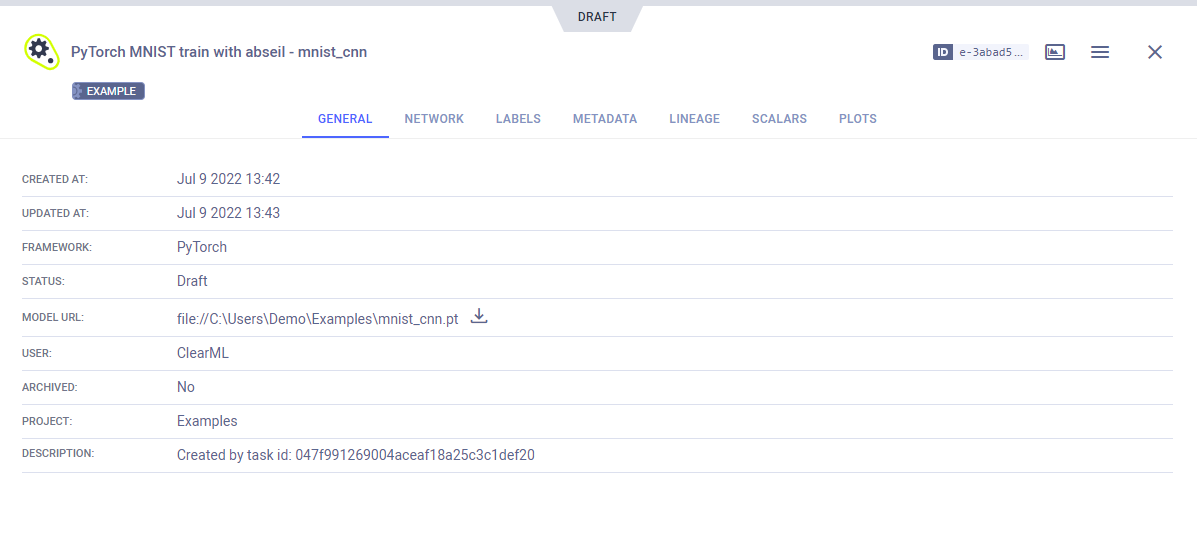 DRAFT
PyTorch MNIST train with abseil - mnist_cnn
ID e-3abad5...
EXAMPLE
GENERAL NETWORK LABELS METADATA LINEAGE SCALARS PLOTS
CREATED AT: Jul 9 2022 13:42
UPDATED AT: Jul 9 2022 13:43
FRAMEWORK: PyTorch
STATUS: Draft
MODEL URL: file://C:\Users\Demo\Examples\mnist_cnn.pt
USER: ClearML
ARCHIVED: No
PROJECT: Examples
DESCRIPTION: Created by task id: 047f991269004aceaf18a25c3c1def20